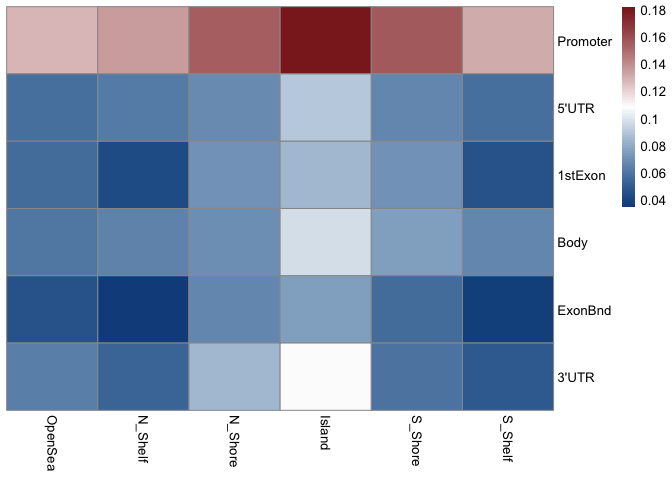 Promoter
5'UTR
1stExon
Body
ExonBnd
3'UTR
OpenSea
N_Shelf
N_Shore
Island
S_Shore
S_Shelf
0.18
0.16
0.14
0.12
0.1
0.08
0.06
0.04